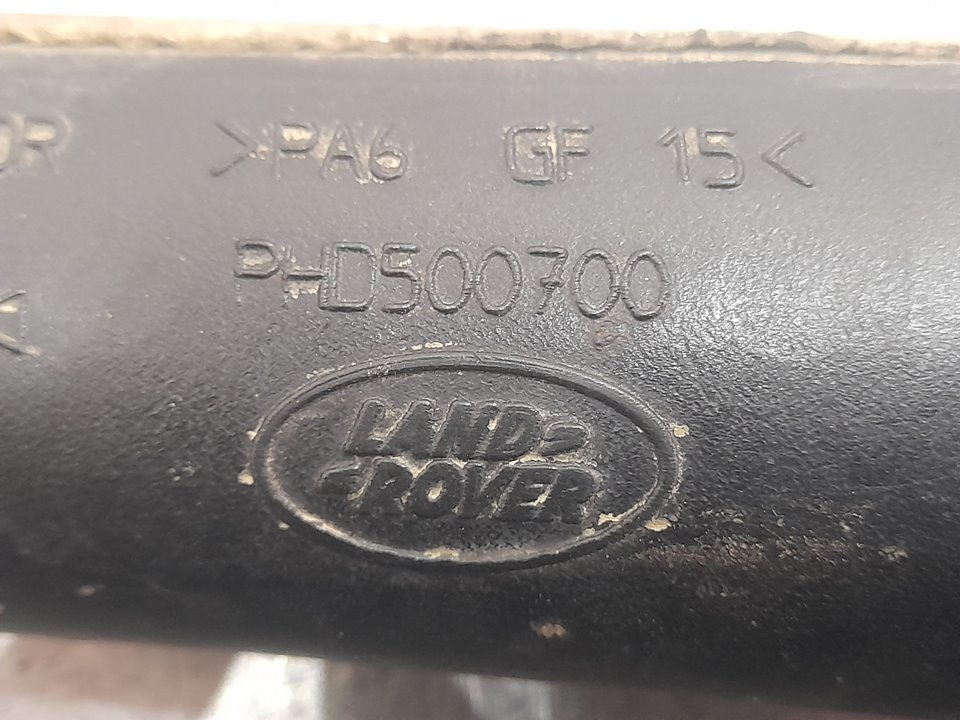 >PA6 GF 15<
PHD500700
LAND
ROVER